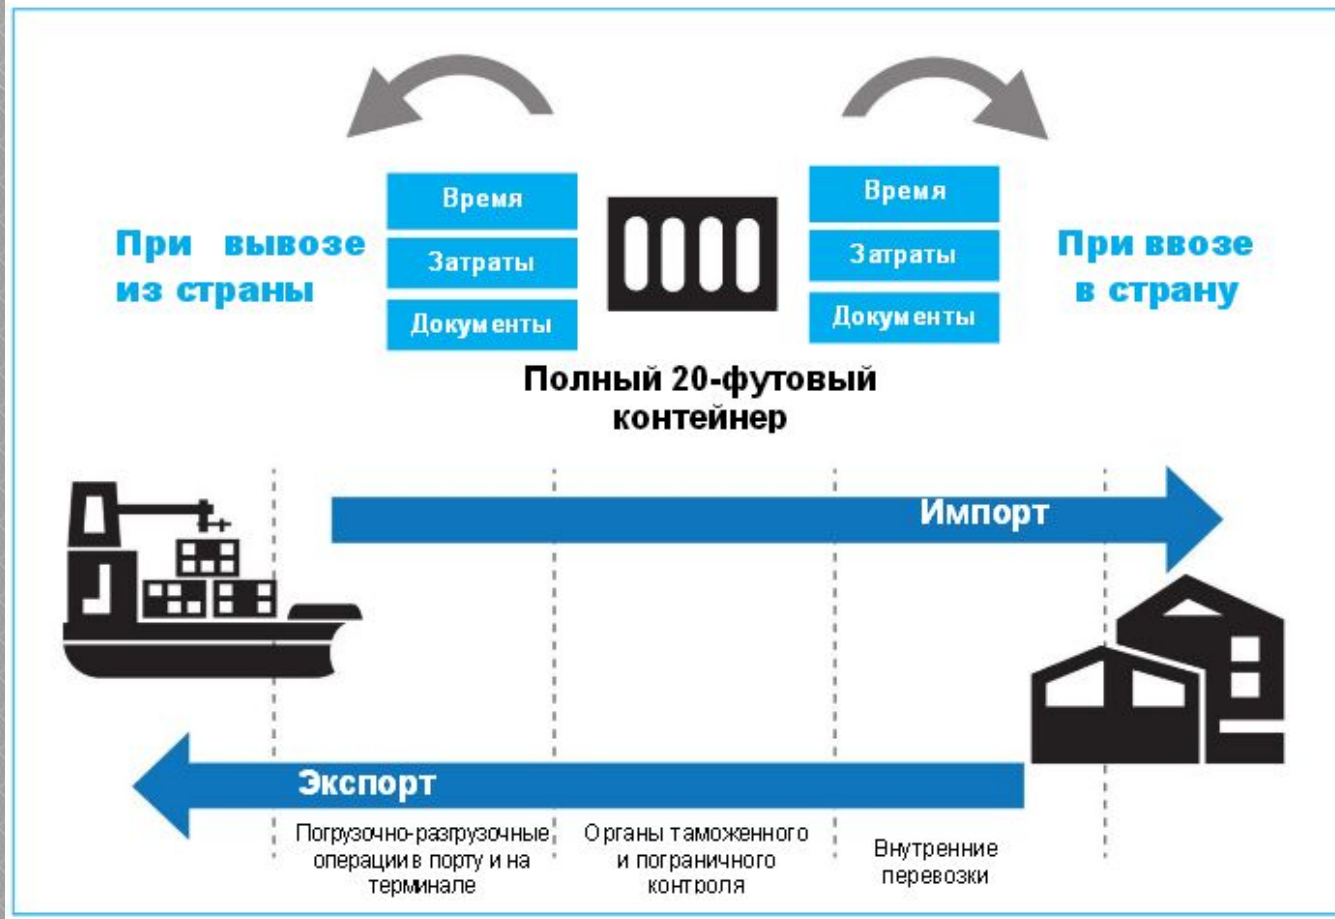 Время
Затраты
Документы
Время
Затраты
Документы
При вывозе
из страны
При ввозе
в страну
Полный 20-футовый
контейнер
Импорт
Экспорт
Погрузочно-разгрузочные
операции в порту и на
терминале
Органы таможенного
и пограничного
контроля
Внутренние
перевозки